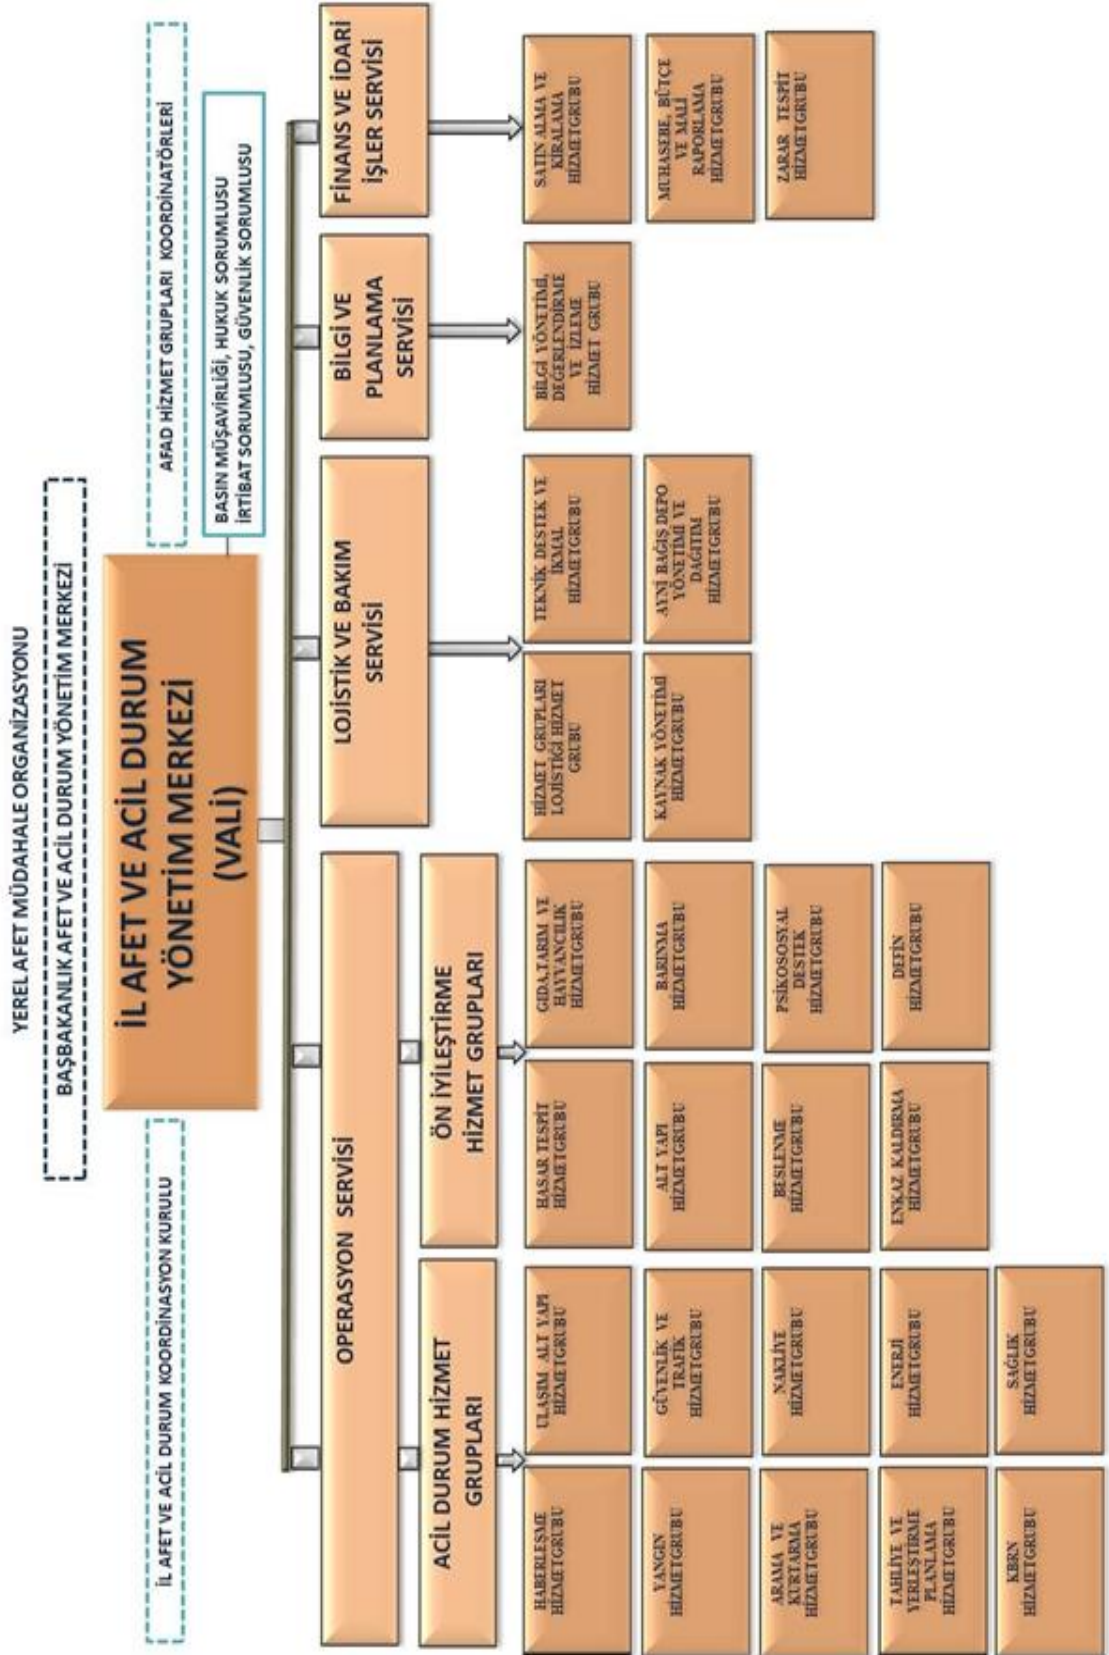 YEREL AFET MÜDAHALE ORGANİZASYONU
BAŞBAKANLIK AFET VE ACİL DURUM YÖNETİM MERKEZİ
İL AFET VE ACİL DURUM KOORDİNASYON KURULU
İL AFET VE ACİL DURUM
YÖNETİM MERKEZİ
(VALİ)
AFAD HİZMET GRUPLARI KOORDİNATÖRLERİ
BASIN MÜŞAVİRLİĞİ, HUKUK SORUMLUSU
İRTİBAT SORUMLUSU, GÜVENLİK SORUMLUSU
OPERASYON SERVİSİ
LOJİSTİK VE BAKIM
SERVİSİ
BİLGİ VE
PLANLAMA
SERVİSİ
FİNANS VE İDARİ
İŞLER SERVİSİ
ACİL DURUM HİZMET
GRUPLARI
ÖN İYİLEŞTİRME
HİZMET GRUPLARI
HABERLEŞME
HİZMETGRUBU
ULAŞIM ALT YAPI
HİZMETGRUBU
HASAR TESPİT
HİZMETGRUBU
GIDA,TARIM VE
HAYVANCILIK
HİZMETGRUBU
HİZMET GRUPLARI
LOJİSTİĞİ HİZMET
GRUBU
TEKNİK DESTEK VE
İKMAL
HİZMETGRUBU
BİLGİ YÖNETİMİ,
DEĞERLENDİRME
VE İZLEME
HİZMET GRUBU
SATIN ALMA VE
KİRALAMA
HİZMETGRUBU
YANGIN
HİZMETGRUBU
GÜVENLİK VE
TRAFİK
HİZMETGRUBU
ALT YAPI
HİZMETGRUBU
BARINMA
HİZMETGRUBU
KAYNAK YÖNETİMİ
HİZMETGRUBU
AYNİ BAĞIŞ DEPO
YÖNETİMİ VE
DAĞITIM
HİZMETGRUBU
MUHASEBE, BÜTÇE
VE MALİ
RAPORLAMA
HİZMETGRUBU
ARAMA VE
KURTARMA
HİZMETGRUBU
NAKLİYE
HİZMETGRUBU
BESLENME
HİZMETGRUBU
PSİKOSOSYAL
DESTEK
HİZMETGRUBU
ZARAR TESPİT
HİZMETGRUBU
TAHLİYE VE
YERLEŞTİRME
PLANLAMA
HİZMETGRUBU
ENERJİ
HİZMETGRUBU
ENKAZ KALDIRMA
HİZMETGRUBU
DEFİN
HİZMETGRUBU
KBRN
HİZMETGRUBU
SAĞLIK
HİZMETGRUBU